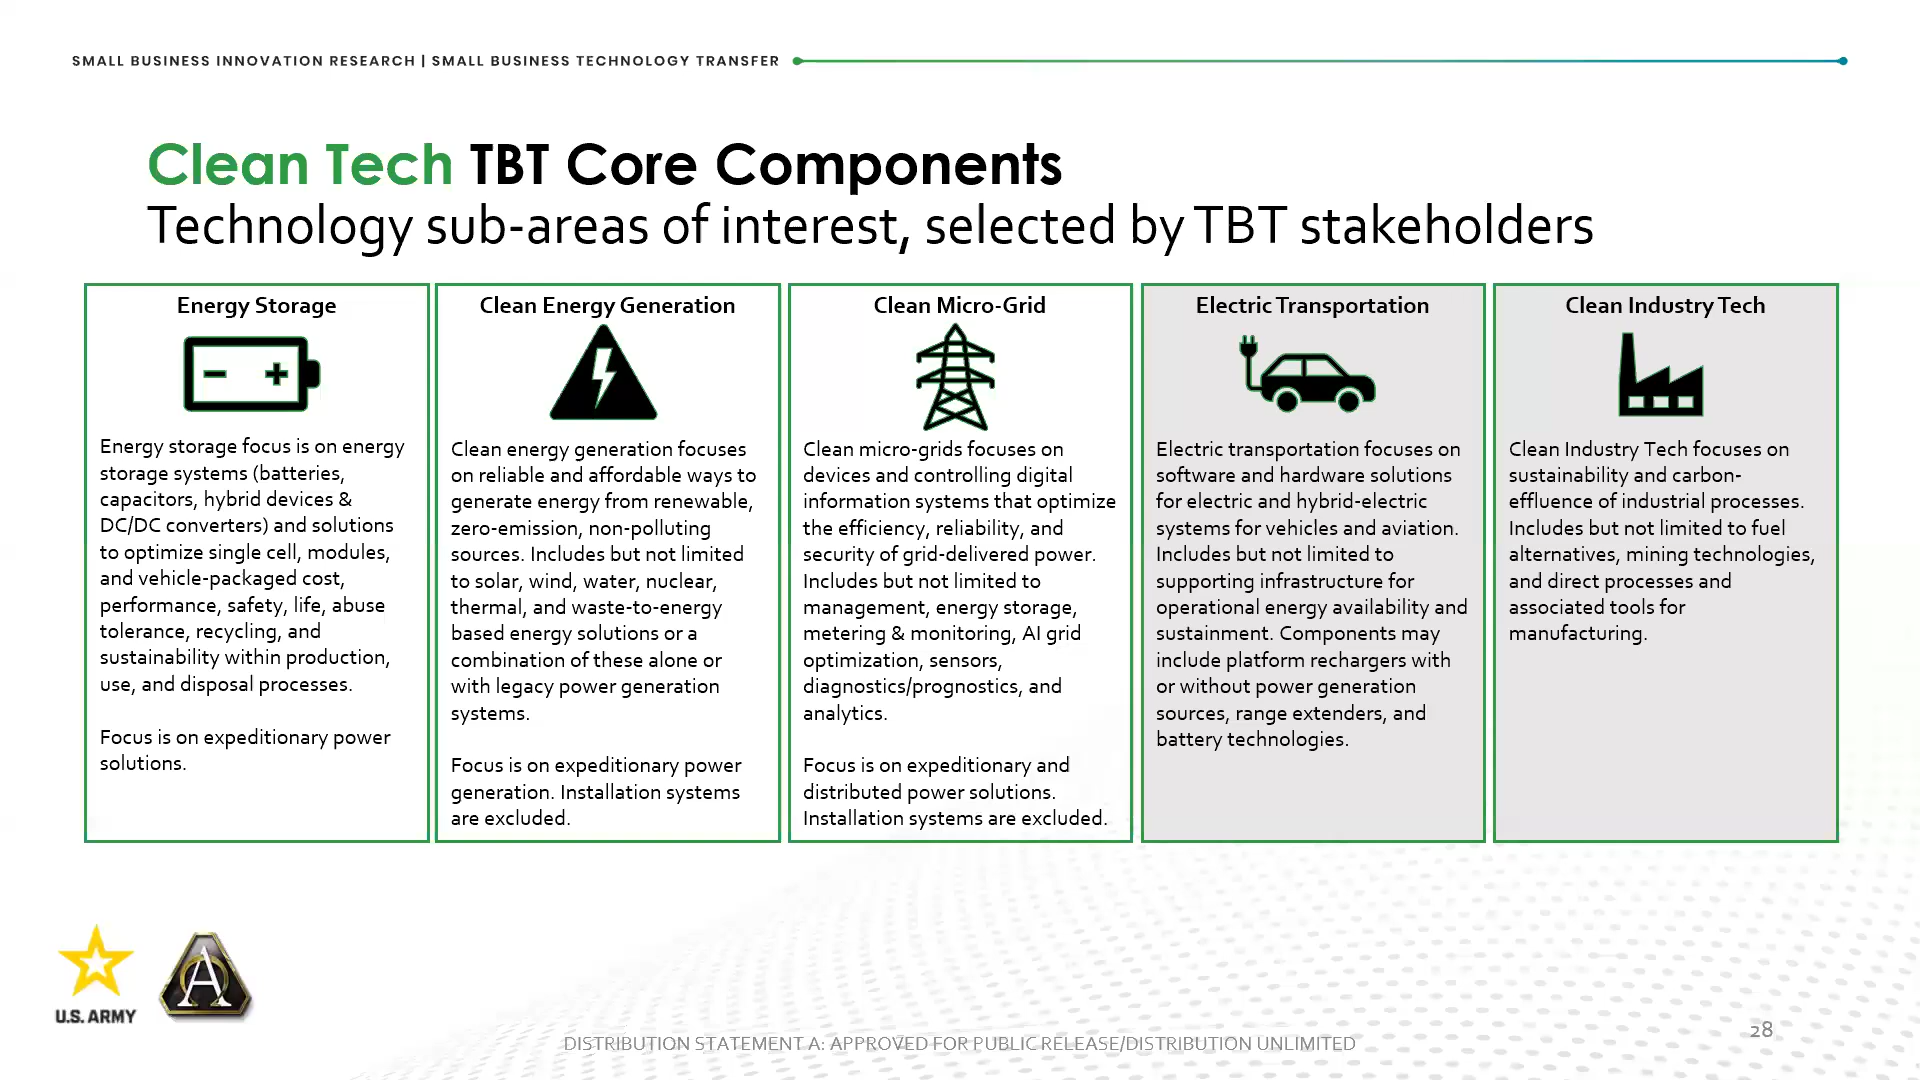 SMALL BUSINESS INNOVATION RESEARCH | SMALL BUSINESS TECHNOLOGY TRANSFER
Clean Tech TBT Core Components
Technology sub-areas of interest, selected by TBT stakeholders
Energy Storage
Energy storage focus is on energy
storage systems (batteries,
capacitors, hybrid devices &
DC/DC converters) and solutions
to optimize single cell, modules,
and vehicle-packaged cost,
performance, safety, life, abuse
tolerance, recycling, and
sustainability within production,
use, and disposal processes.
Focus is on expeditionary power
solutions.
Clean Energy Generation
Clean energy generation focuses
on reliable and affordable ways to
generate energy from renewable,
zero-emission, non-polluting
sources. Includes but not limited
to solar, wind, water, nuclear,
thermal, and waste-to-energy
based energy solutions or a
combination of these alone or
with legacy power generation
systems.
Focus is on expeditionary power
generation. Installation systems
are excluded.
Clean Micro-Grid
Clean micro-grids focuses on
devices and controlling digital
information systems that optimize
the efficiency, reliability, and
security of grid-delivered power.
Includes but not limited to
management, energy storage,
metering & monitoring, AI grid
optimization, sensors,
diagnostics/prognostics, and
analytics.
Focus is on expeditionary and
distributed power solutions.
Installation systems are excluded.
Electric Transportation
Electric transportation focuses on
software and hardware solutions
for electric and hybrid-electric
systems for vehicles and aviation.
Includes but not limited to
supporting infrastructure for
operational energy availability and
sustainment. Components may
include platform rechargers with
or without power generation
sources, range extenders, and
battery technologies.
Clean Industry Tech
Clean Industry Tech focuses on
sustainability and carbon-
effluence of industrial processes.
Includes but not limited to fuel
alternatives, mining technologies,
and direct processes and
associated tools for
manufacturing.
U.S. ARMY
AΩ
DISTRIBUTION STATEMENT A: APPROVED FOR PUBLIC RELEASE/DISTRIBUTION UNLIMITED
28